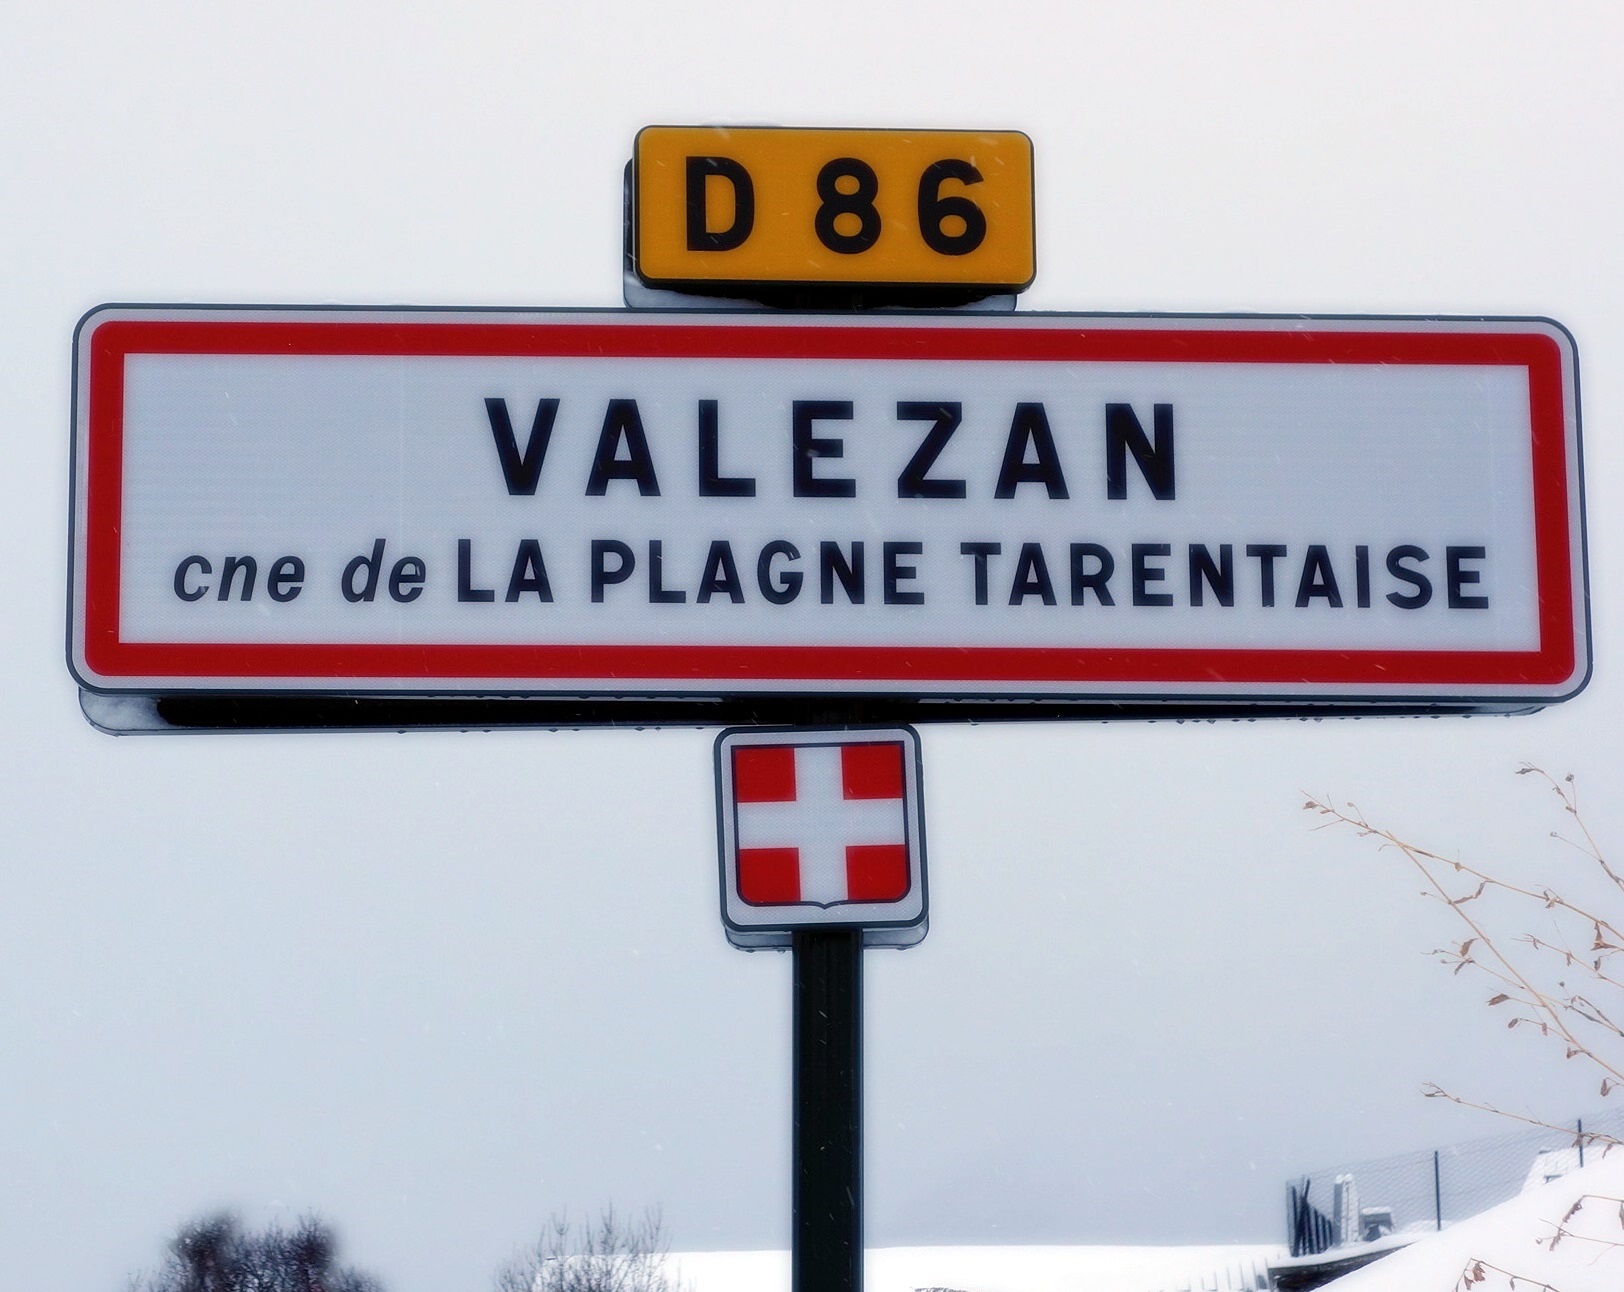 D 86
VALEZAN
cne de LA PLAGNE TARENTAISE